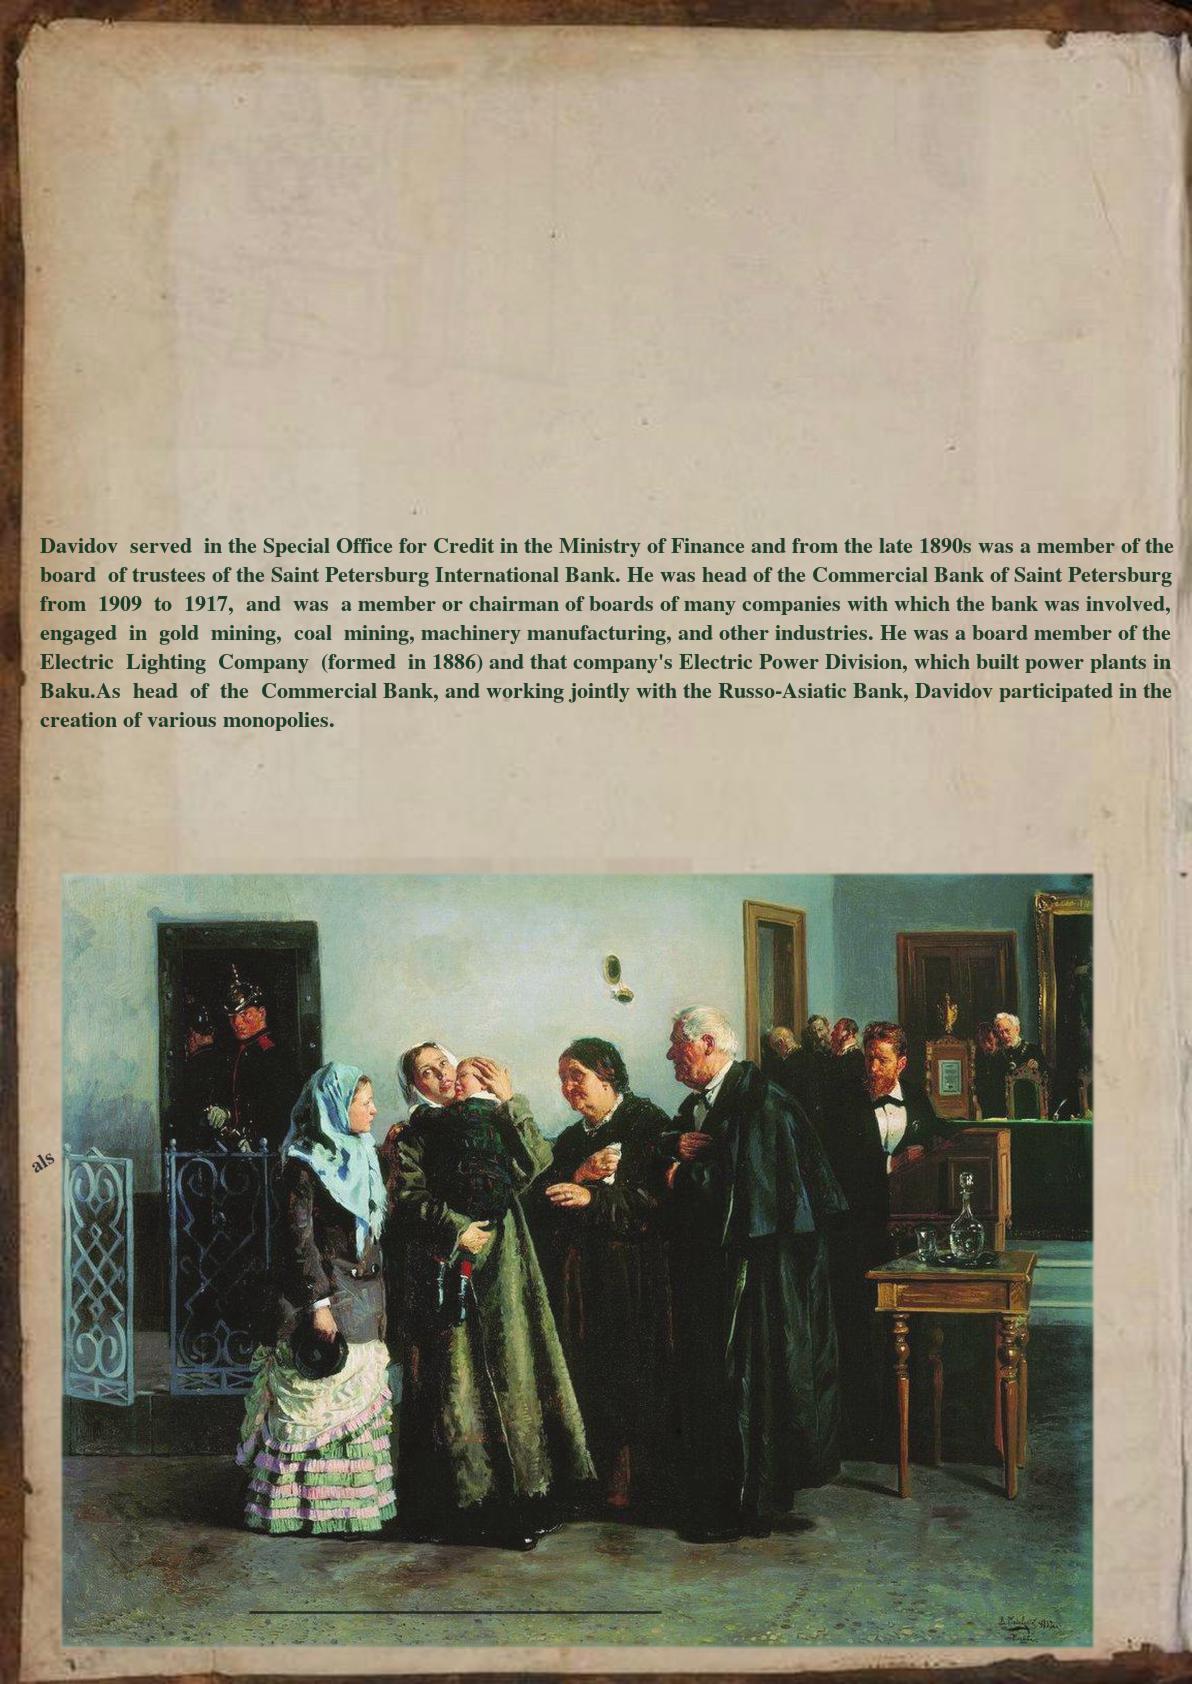 Davidov served in the Special Office for Credit in the Ministry of Finance and from the late 1890s was a member of the
board of trustees of the Saint Petersburg International Bank. He was head of the Commercial Bank of Saint Petersburg
from 1909 to 1917, and was a member or chairman of boards of many companies with which the bank was involved,
engaged in gold mining, coal mining, machinery manufacturing, and other industries. He was a board member of the
Electric Lighting Company (formed in 1886) and that company's Electric Power Division, which built power plants in
Baku.As head of the Commercial Bank, and working jointly with the Russo-Asiatic Bank, Davidov participated in the
creation of various monopolies.
als